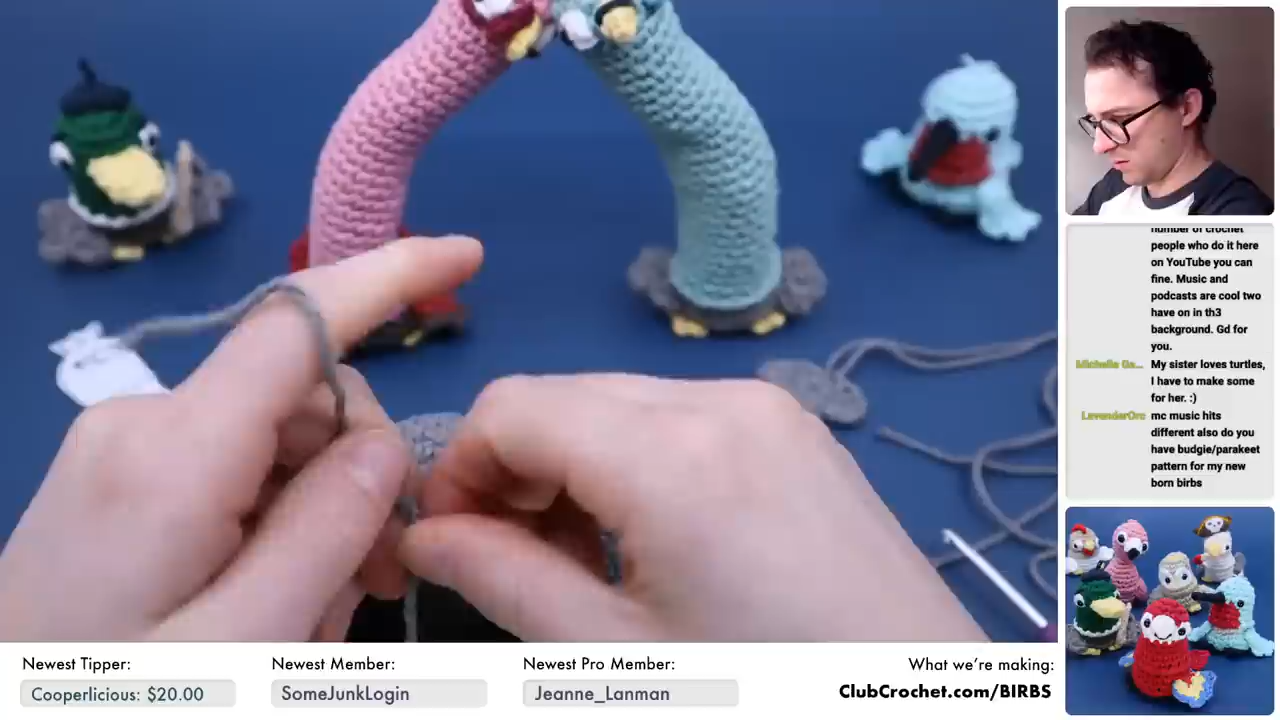 number of crochet
people who do it here
on YouTube you can
fine. Music and
podcasts are cool two
have on in th3
background. Gd for
you.
Michelle Ga... My sister loves turtles,
I have to make some
for her. :)
LavenderOrc mc music hits
different also do you
have budgie/parakeet
pattern for my new
born birbs
Newest Tipper:
Cooperlicious: $20.00
Newest Member:
SomeJunkLogin
Newest Pro Member:
Jeanne_Lanman
What we're making:
ClubCrochet.com/BIRBS